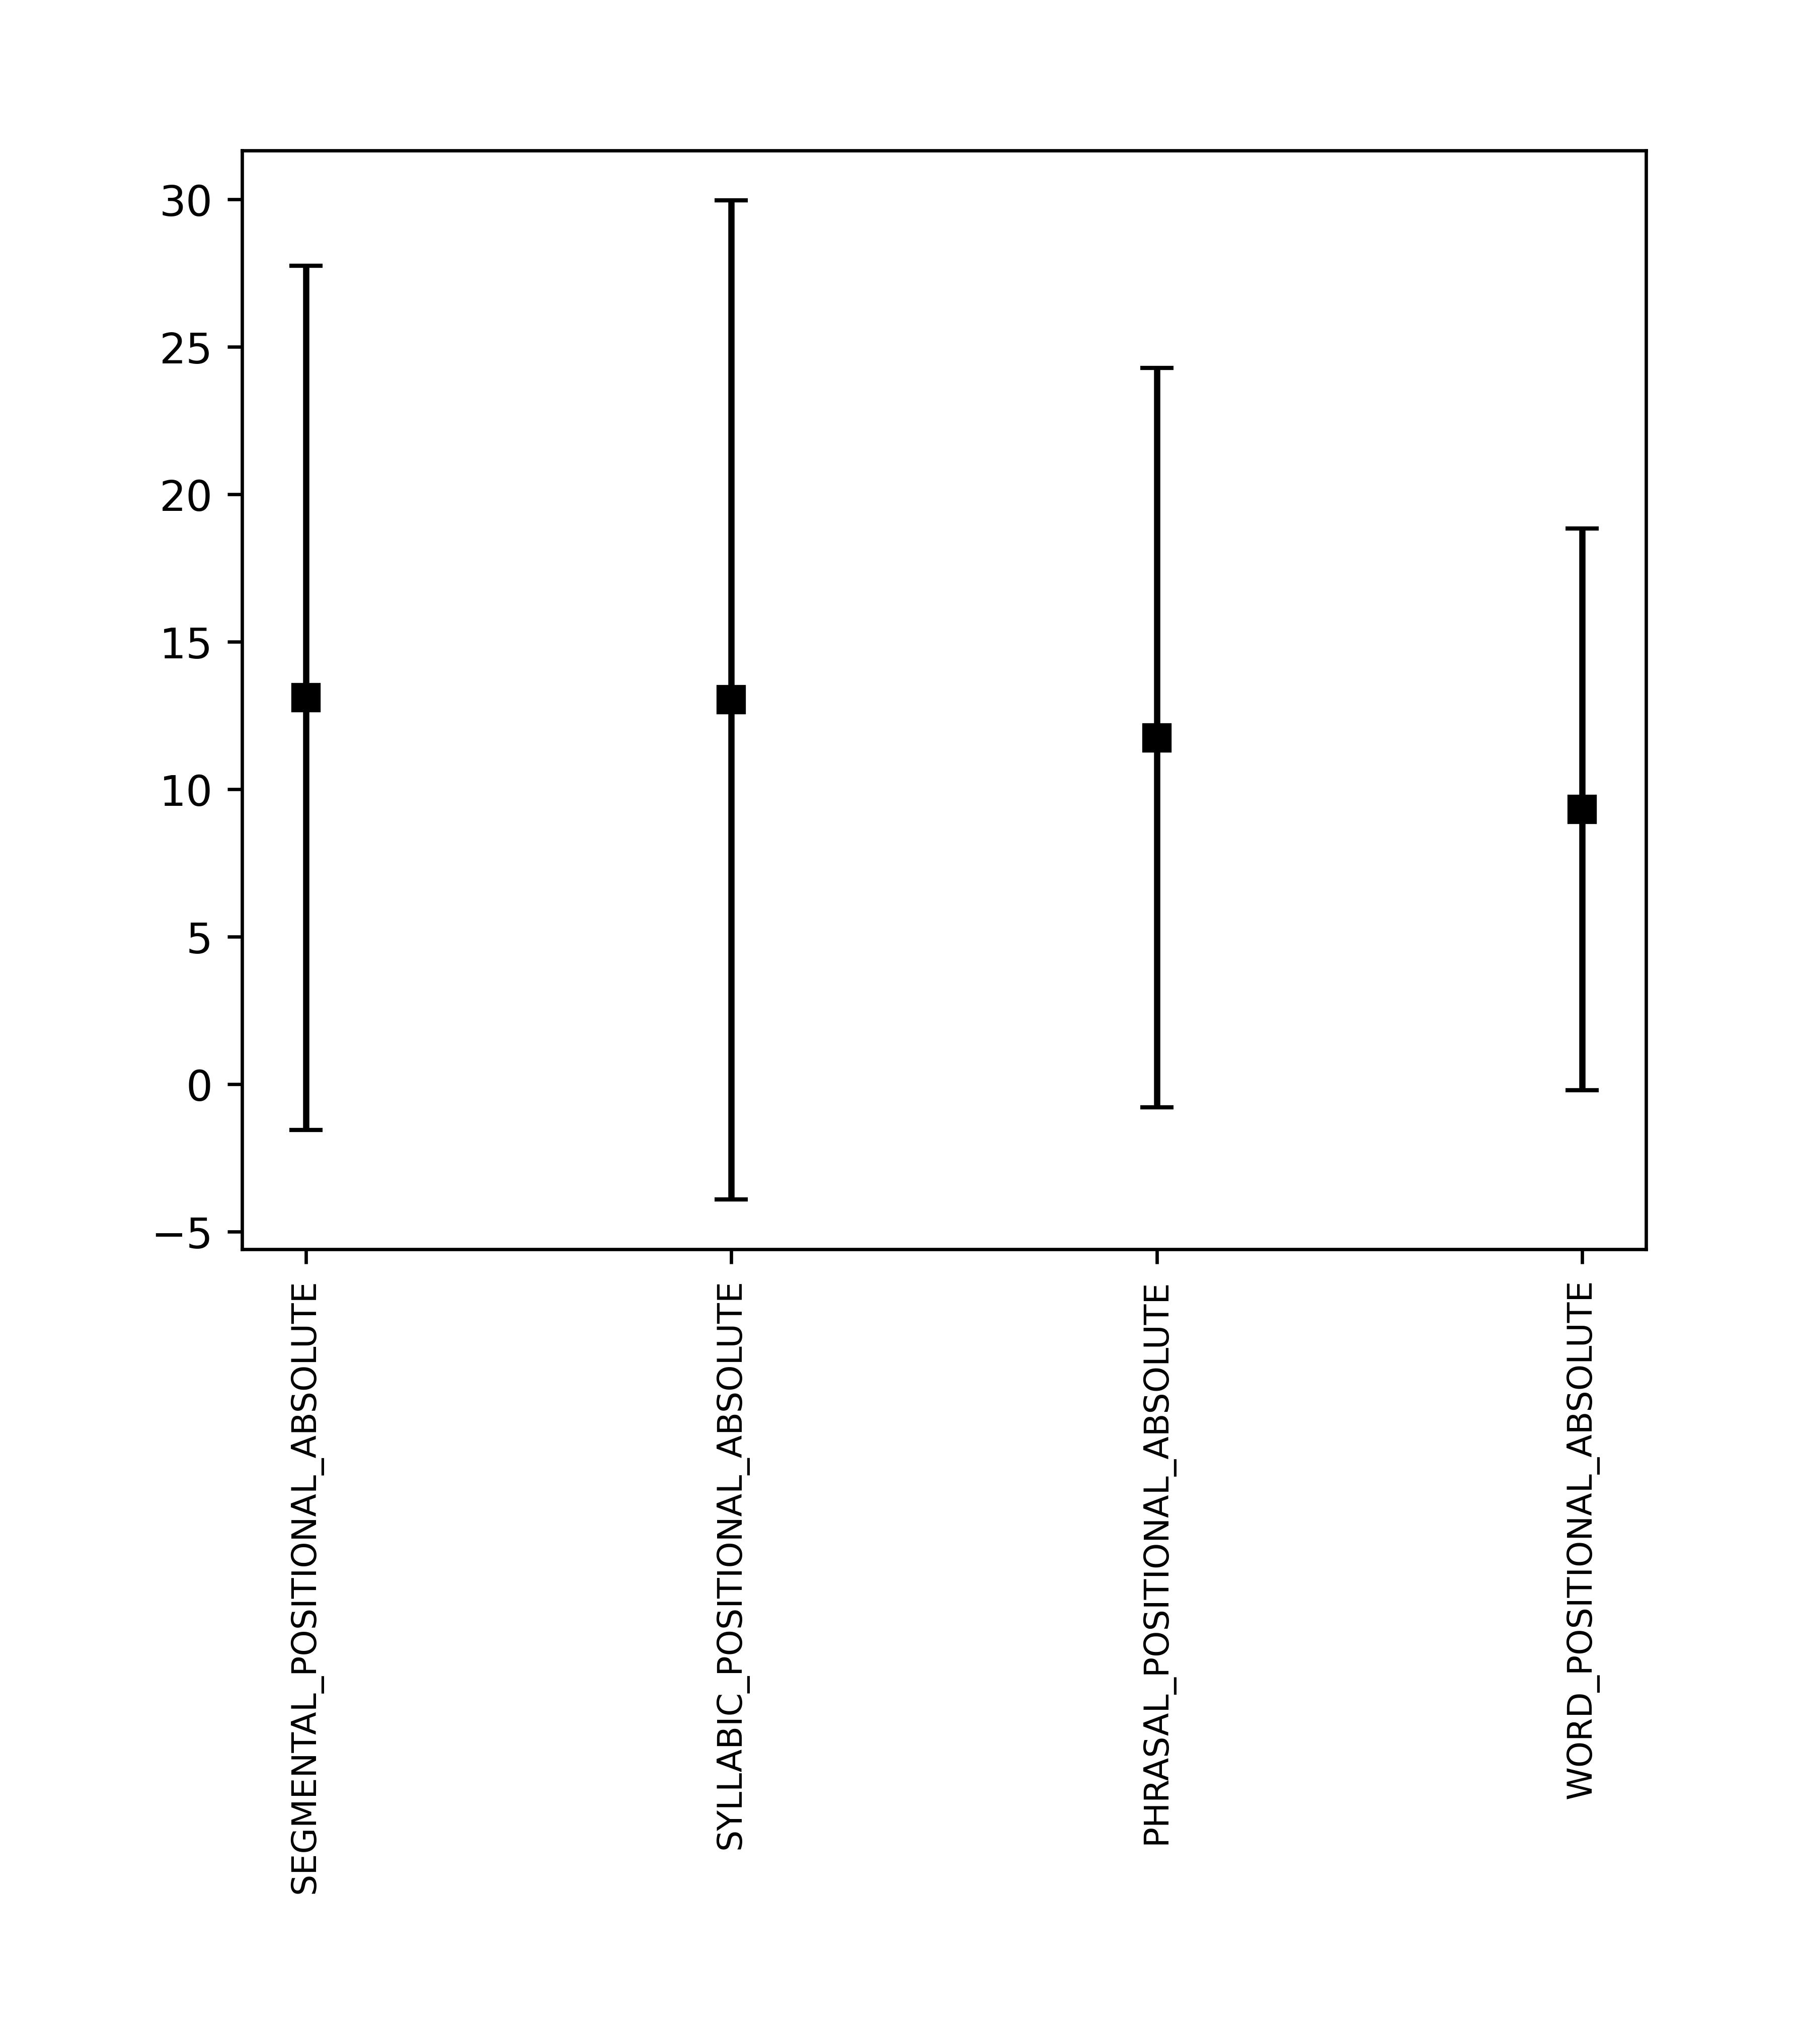 30
25
20
15
10
5
0
−5
SEGMENTAL_POSITIONAL_ABSOLUTE
SYLLABIC_POSITIONAL_ABSOLUTE
PHRASAL_POSITIONAL_ABSOLUTE
WORD_POSITIONAL_ABSOLUTE